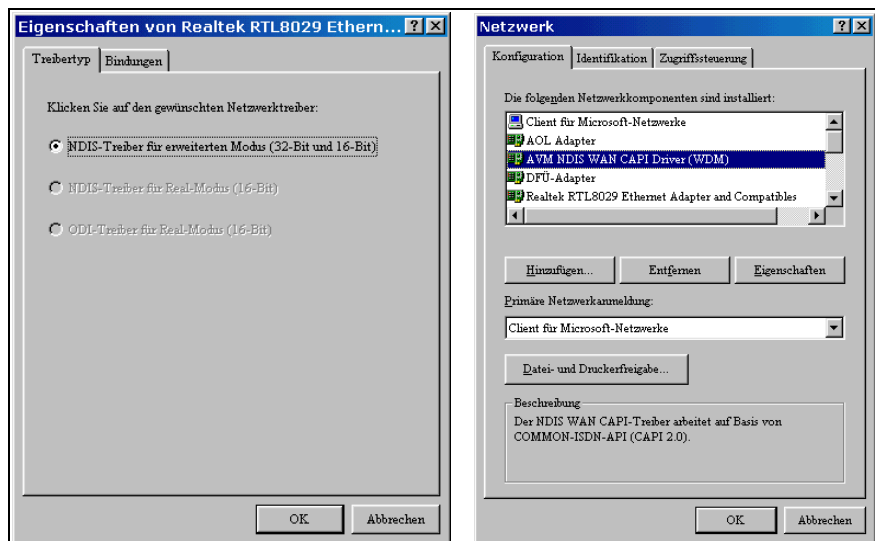 Eigenschaften von Realtek RTL8029 Ethern...
Treibertyp
Bindungen
Klicken Sie auf den gewünschten Netzwerktreiber:
NDIS-Treiber für erweiterten Modus (32-Bit und 16-Bit)
NDIS-Treiber für Real-Modus (16-Bit)
ODI-Treiber für Real-Modus (16-Bit)
OK
Abbrechen
Netzwerk
Konfiguration
Identifikation
Zugriffssteuerung
Die folgenden Netzwerkkomponenten sind installiert:
Client für Microsoft-Netzwerke
AOL Adapter
AVM NDIS WAN CAPI Driver (WDM)
DFÜ-Adapter
Realtek RTL8029 Ethernet Adapter and Compatibles
Hinzufügen...
Entfernen
Eigenschaften
Primäre Netzwerkanmeldung:
Client für Microsoft-Netzwerke
Datei- und Druckerfreigabe...
Beschreibung
Der NDIS WAN CAPI-Treiber arbeitet auf Basis von
COMMON-ISDN-API (CAPI 2.0).
OK
Abbrechen